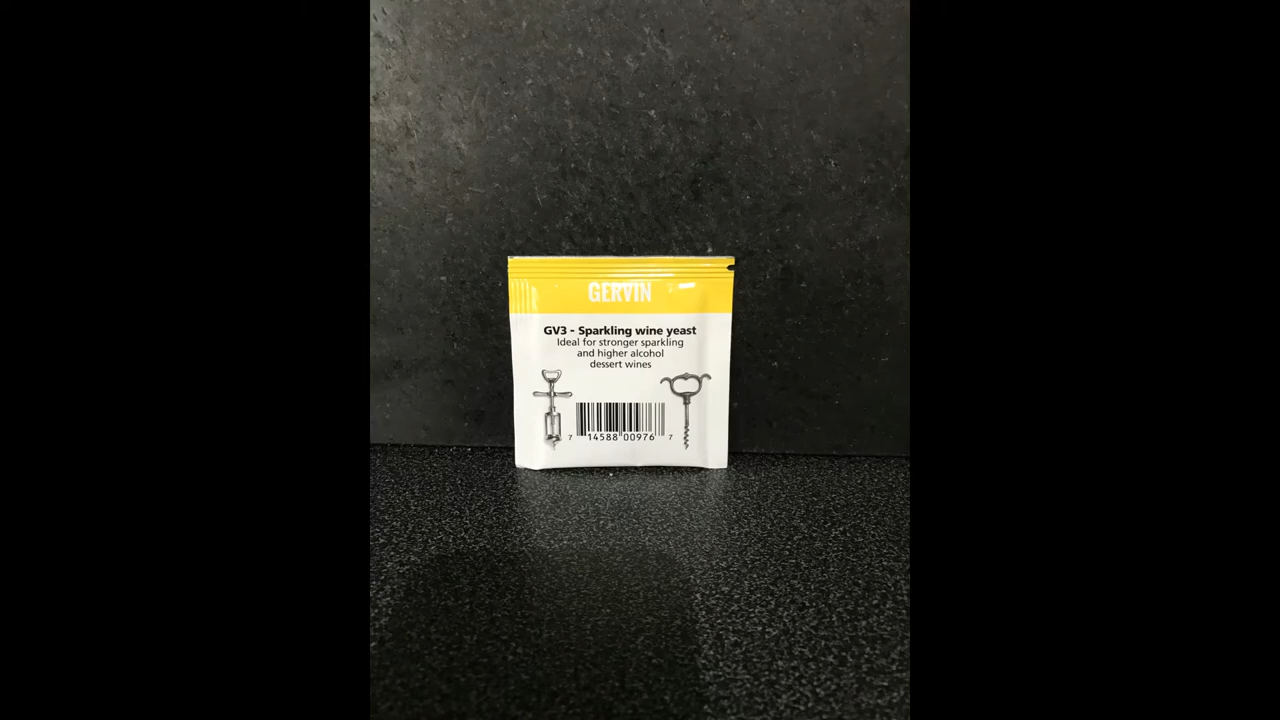 GERVIN
GV3 - Sparkling wine yeast
Ideal for stronger sparkling
and higher alcohol
dessert wines
7 14588 00976 7